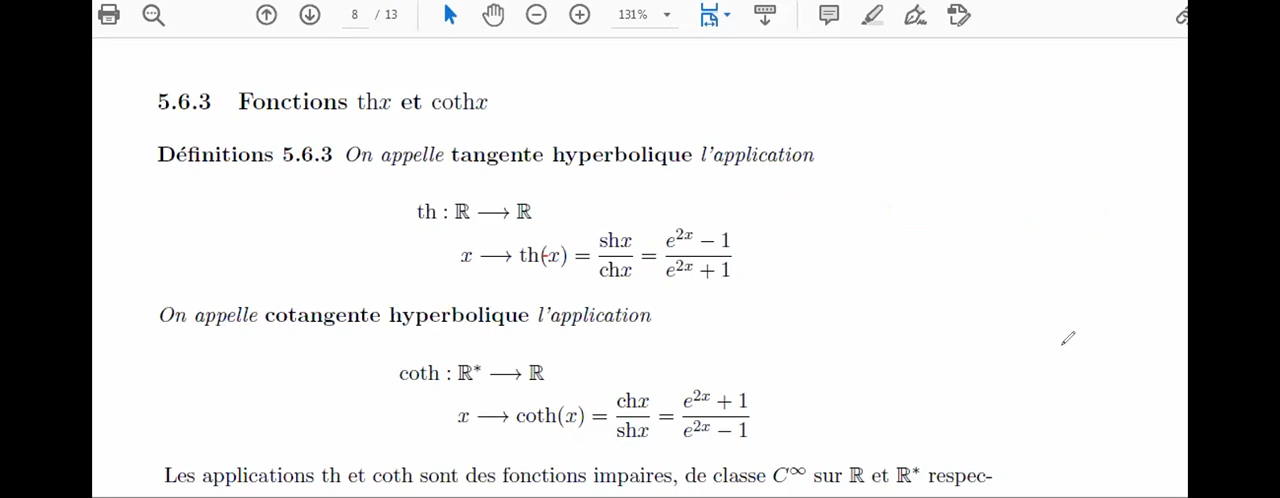 8 / 13 131%
5.6.3 Fonctions thx et cothx
Définitions 5.6.3 On appelle tangente hyperbolique l'application
th : ℝ ⟶ ℝ
x ⟶ th(x) = shx/chx = (e^{2x} − 1)/(e^{2x} + 1)
On appelle cotangente hyperbolique l'application
coth : ℝ* ⟶ ℝ
x ⟶ coth(x) = chx/shx = (e^{2x} + 1)/(e^{2x} − 1)
Les applications th et coth sont des fonctions impaires, de classe C^∞ sur ℝ et ℝ* respec-